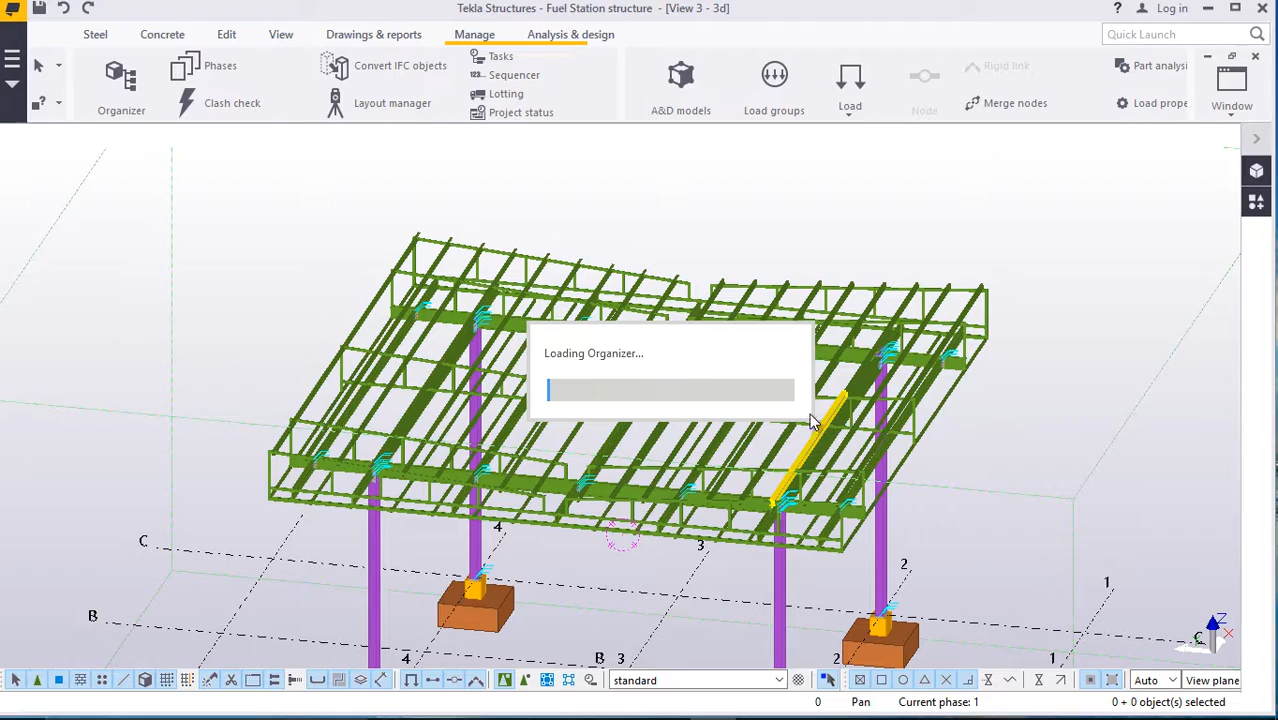 Tekla Structures - Fuel Station structure - [View 3 - 3d]
? Log in
Steel Concrete Edit View Drawings & reports Manage Analysis & design
Quick Launch
Organizer
Phases
Clash check
Convert IFC objects
Layout manager
Tasks
Sequencer
Lotting
Project status
A&D models
Load groups
Load
Node
Rigid link
Merge nodes
Part analysi
Load prope
Window
Loading Organizer...
C
B
4
4
3
B 3
2
2
1
1
Z
C
standard
Auto
View plane
0 Pan Current phase: 1 0 + 0 object(s) selected